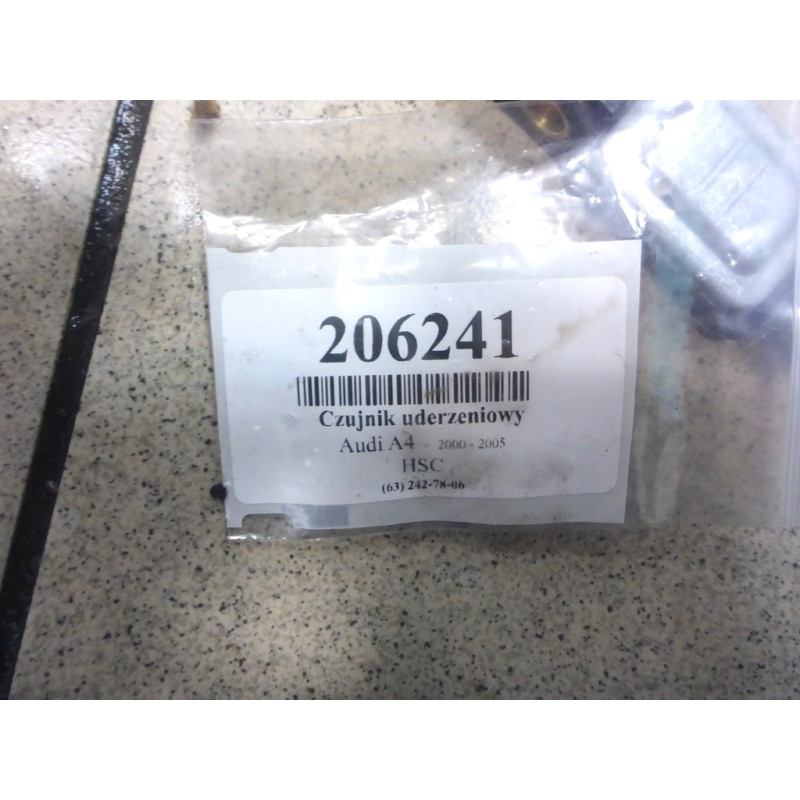 206241
Czujnik uderzeniowy
Audi A4 - 2000 - 2005
HSC
(63) 242-78-06